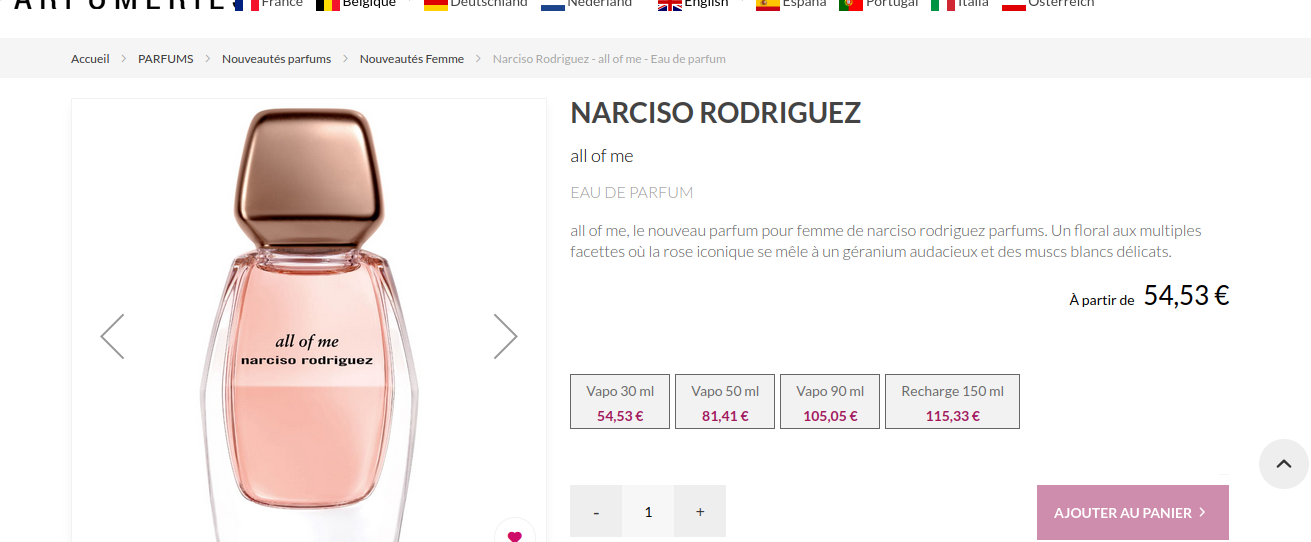 France Belgique Deutschland Nederland English España Portugal Italia Österreich
Accueil > PARFUMS > Nouveautés parfums > Nouveautés Femme > Narciso Rodriguez - all of me - Eau de parfum
NARCISO RODRIGUEZ
all of me
EAU DE PARFUM
all of me, le nouveau parfum pour femme de narciso rodriguez parfums. Un floral aux multiples
facettes où la rose iconique se mêle à un géranium audacieux et des muscs blancs délicats.
À partir de 54,53 €
all of me
narciso rodriguez
Vapo 30 ml Vapo 50 ml Vapo 90 ml Recharge 150 ml
54,53 € 81,41 € 105,05 € 115,33 €
- 1 +
AJOUTER AU PANIER >